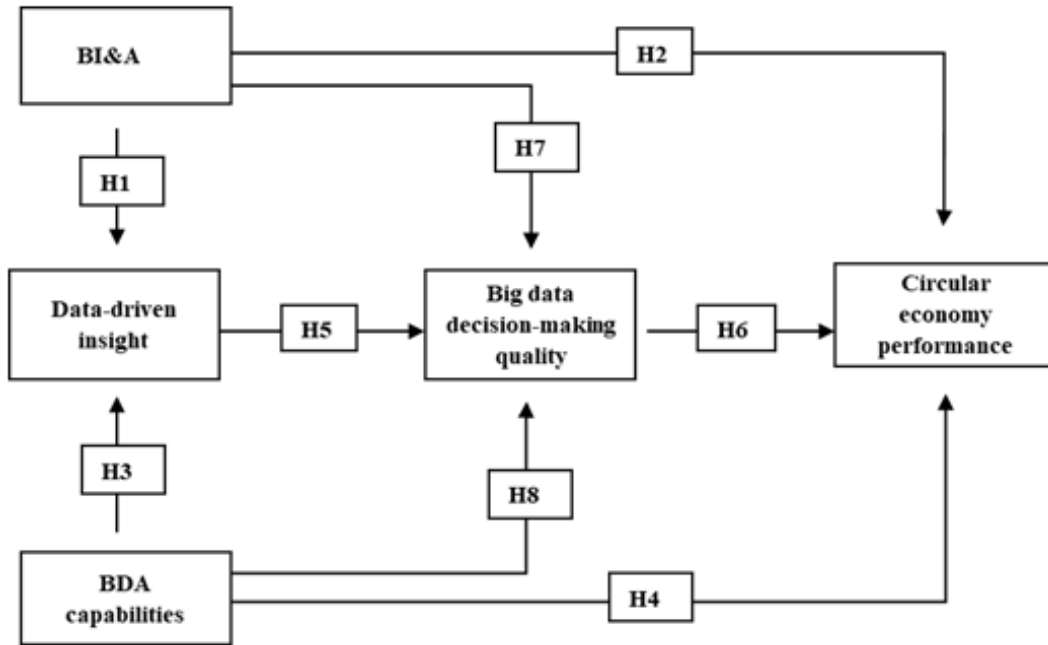 BI&A
H2
H7
H1
Data-driven
insight
H5
Big data
decision-making
quality
H6
Circular
economy
performance
H3
H8
BDA
capabilities
H4